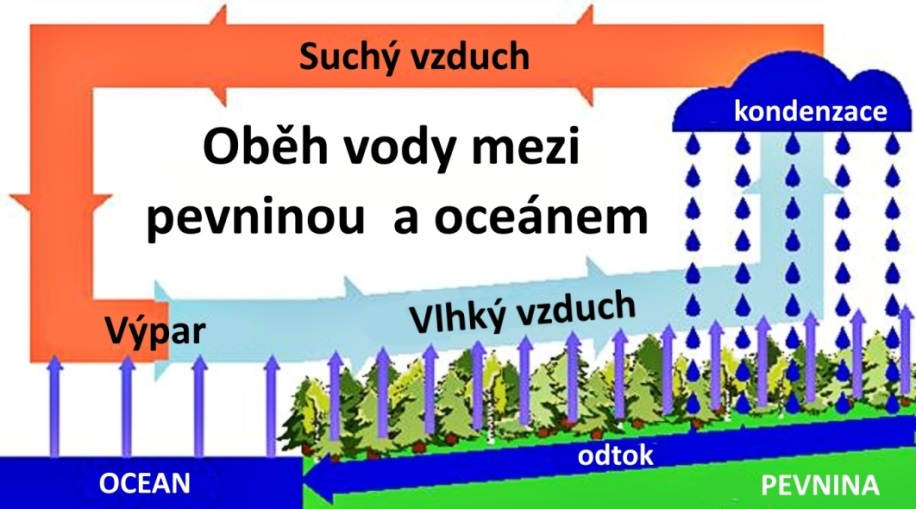 Suchý vzduch
kondenzace
Oběh vody mezi
pevninou a oceánem
Vlhký vzduch
Výpar
odtok
OCEAN
PEVNINA